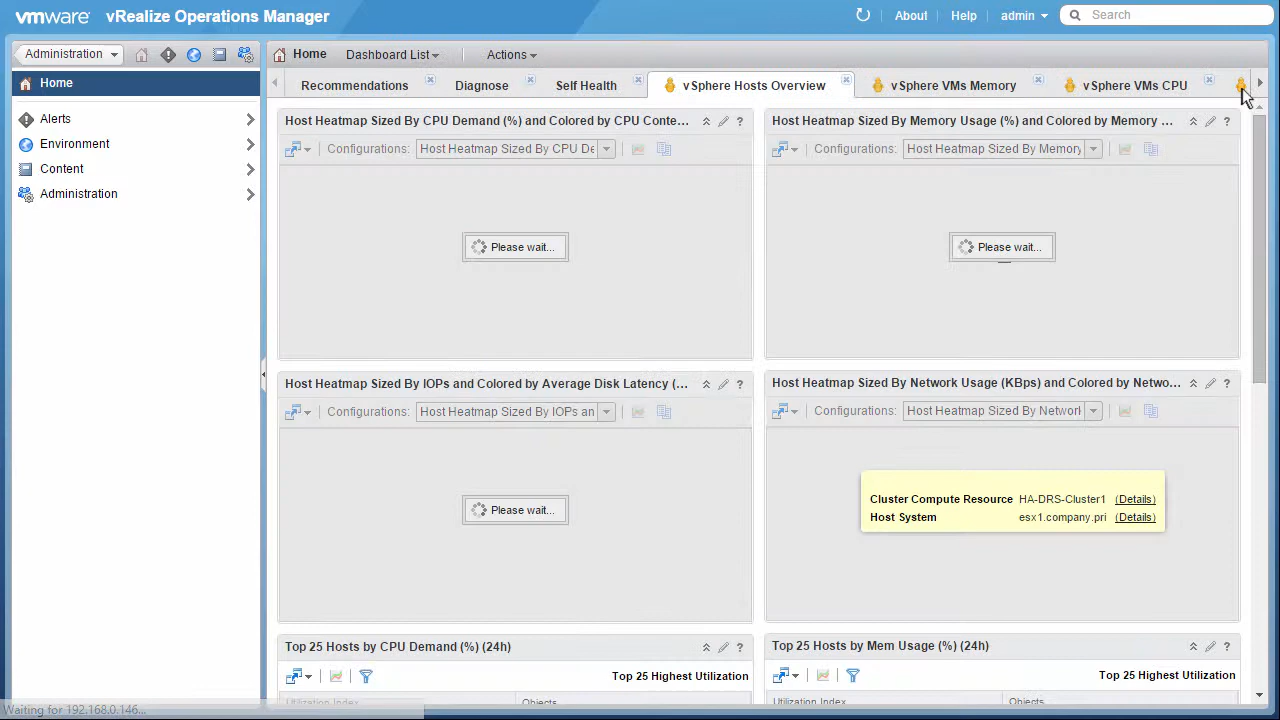 vmware vRealize Operations Manager
About Help admin Search
Administration
Home Dashboard List Actions
Home
Recommendations Diagnose Self Health vSphere Hosts Overview vSphere VMs Memory vSphere VMs CPU
Alerts
Environment
Content
Administration
Host Heatmap Sized By CPU Demand (%) and Colored by CPU Conte... ?
Configurations: Host Heatmap Sized By CPU De
Please wait...
Host Heatmap Sized By Memory Usage (%) and Colored by Memory ... ?
Configurations: Host Heatmap Sized By Memory
Please wait...
Host Heatmap Sized By IOPs and Colored by Average Disk Latency (... ?
Configurations: Host Heatmap Sized By IOPs an
Please wait...
Host Heatmap Sized By Network Usage (KBps) and Colored by Netwo... ?
Configurations: Host Heatmap Sized By Network
Cluster Compute Resource HA-DRS-Cluster1 (Details)
Host System esx1.company.pri (Details)
Top 25 Hosts by CPU Demand (%) (24h) ?
Top 25 Highest Utilization
Utilization Index Objects
Top 25 Hosts by Mem Usage (%) (24h) ?
Top 25 Highest Utilization
Utilization Index Objects
Waiting for 192.168.0.146...